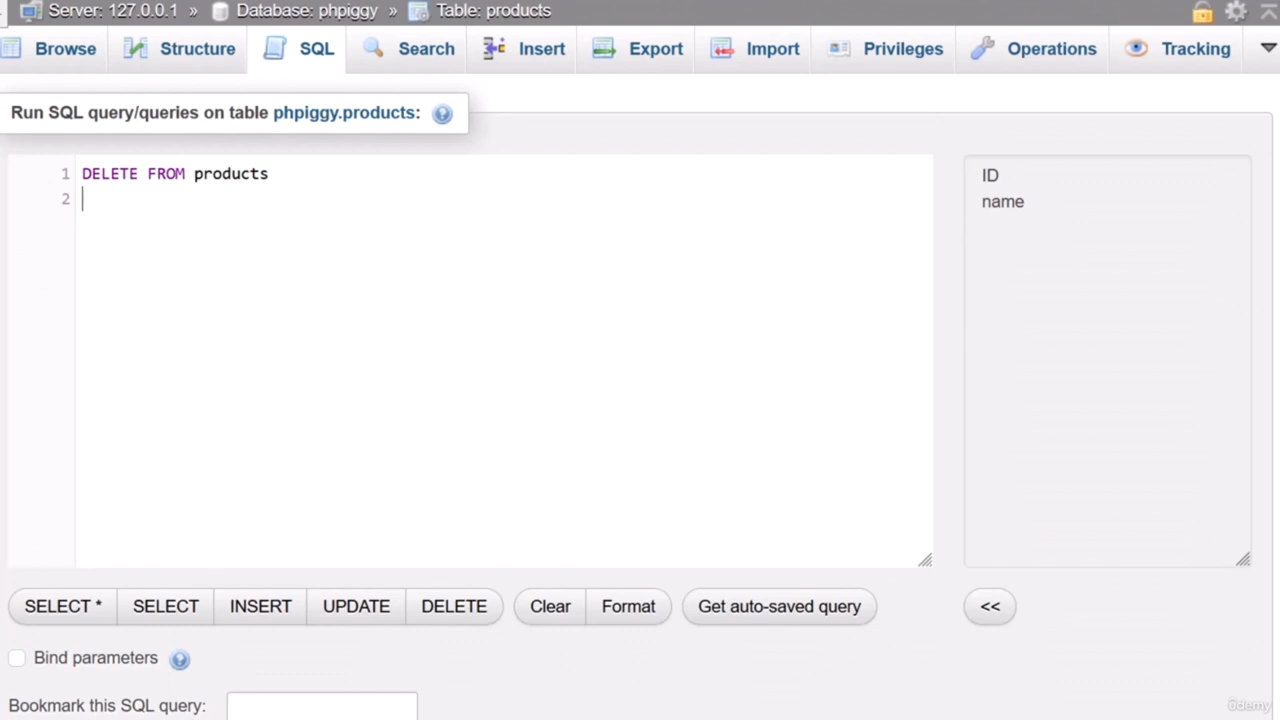 Server: 127.0.0.1 » Database: phpiggy » Table: products
Browse Structure SQL Search Insert Export Import Privileges Operations Tracking
Run SQL query/queries on table phpiggy.products:
1 DELETE FROM products
2
ID
name
SELECT * SELECT INSERT UPDATE DELETE Clear Format Get auto-saved query <<
Bind parameters
Bookmark this SQL query:
ûdemy